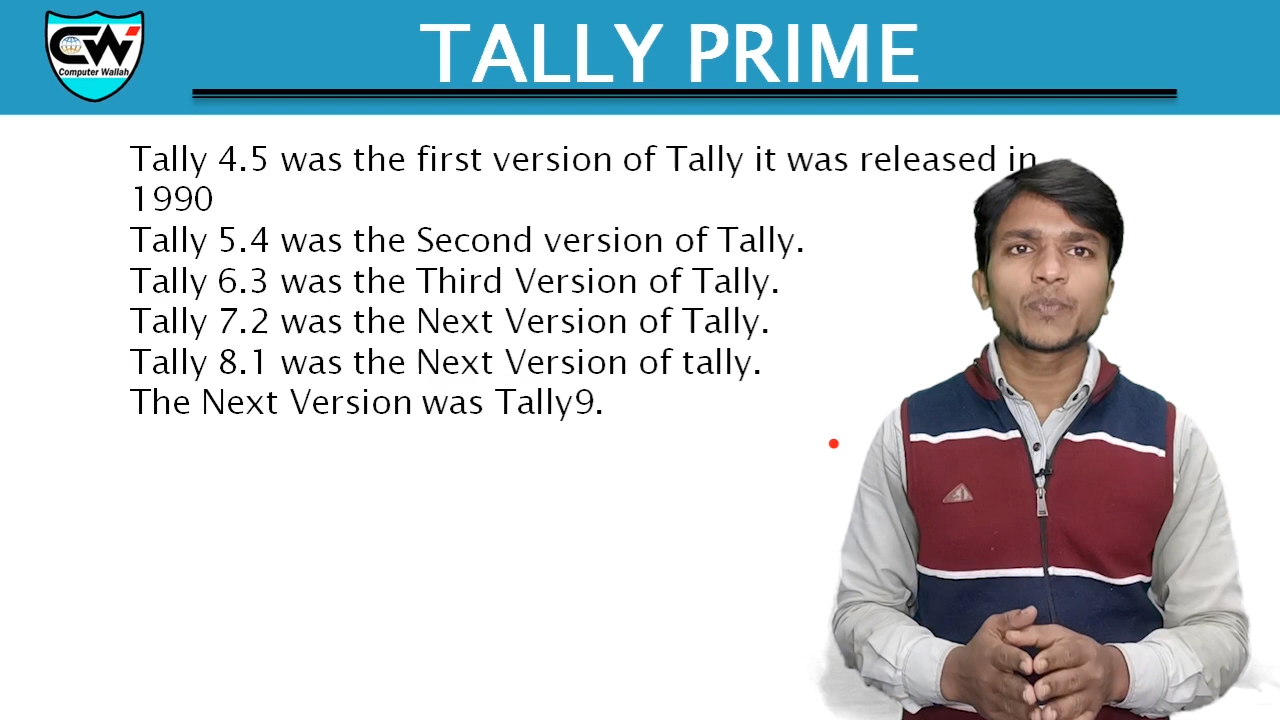 CW
Computer Wallah
TALLY PRIME
Tally 4.5 was the first version of Tally it was released in
1990
Tally 5.4 was the Second version of Tally.
Tally 6.3 was the Third Version of Tally.
Tally 7.2 was the Next Version of Tally.
Tally 8.1 was the Next Version of tally.
The Next Version was Tally9.